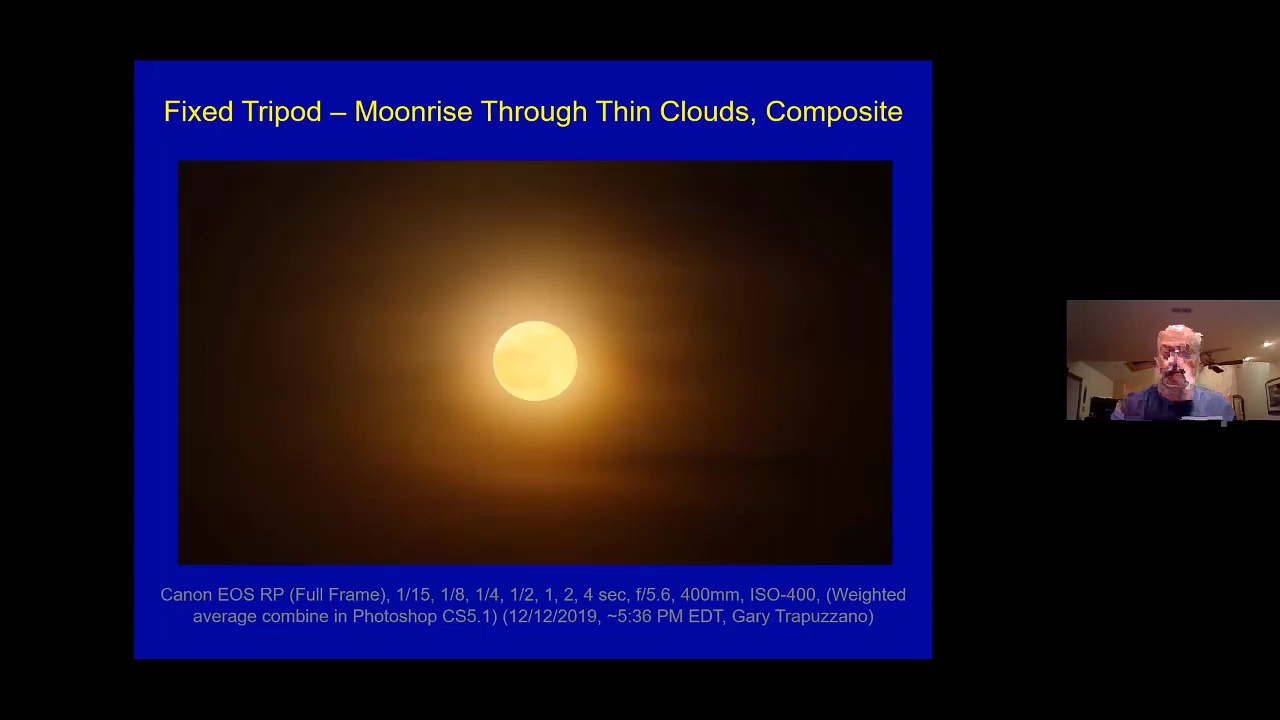 Fixed Tripod – Moonrise Through Thin Clouds, Composite
Canon EOS RP (Full Frame), 1/15, 1/8, 1/4, 1/2, 1, 2, 4 sec, f/5.6, 400mm, ISO-400, (Weighted
average combine in Photoshop CS5.1) (12/12/2019, ~5:36 PM EDT, Gary Trapuzzano)